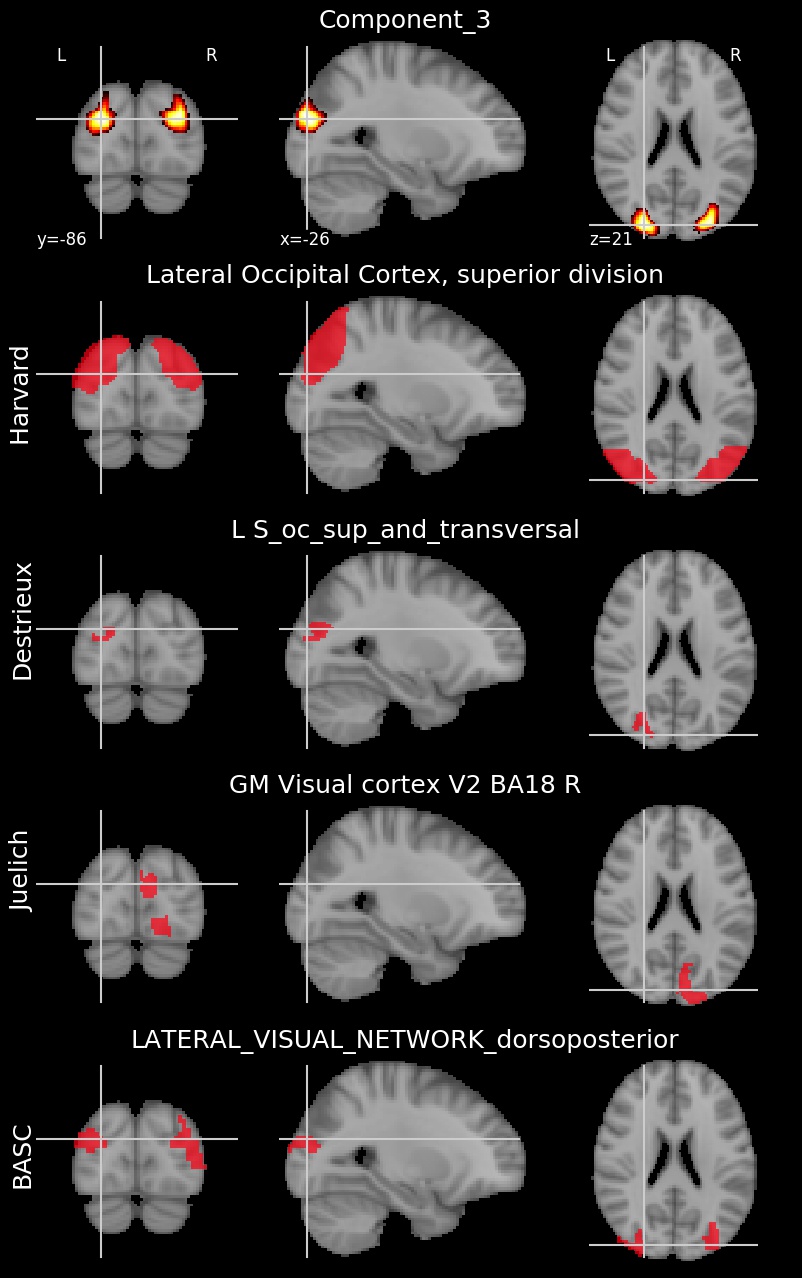 Component_3
L R
L R
y=-86
x=-26
z=21
Lateral Occipital Cortex, superior division
Harvard
L S_oc_sup_and_transversal
Destrieux
GM Visual cortex V2 BA18 R
Juelich
LATERAL_VISUAL_NETWORK_dorsoposterior
BASC